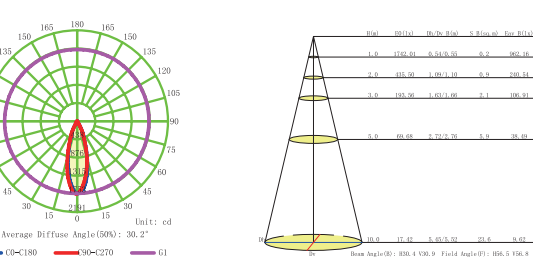 180
165 165
150 150
135
120
105
90
75
60
45 45
30 30
15 15
0
876
1315
2191
Unit: cd
Average Diffuse Angle(50%): 30.2°
C0-C180 C90-C270 G1
H(m) E0(lx) Dh/Dv B(m) S B(sq.m) Eav B(lx)
1.0 1742.01 0.54/0.55 0.2 962.16
2.0 435.50 1.09/1.10 0.9 240.54
3.0 193.56 1.63/1.66 2.1 106.91
5.0 69.68 2.72/2.76 5.9 38.49
10.0 17.42 5.45/5.52 23.6 9.62
Dh
Dv
Beam Angle(B): H30.4 V30.9 Field Angle(F): H56.5 V56.8